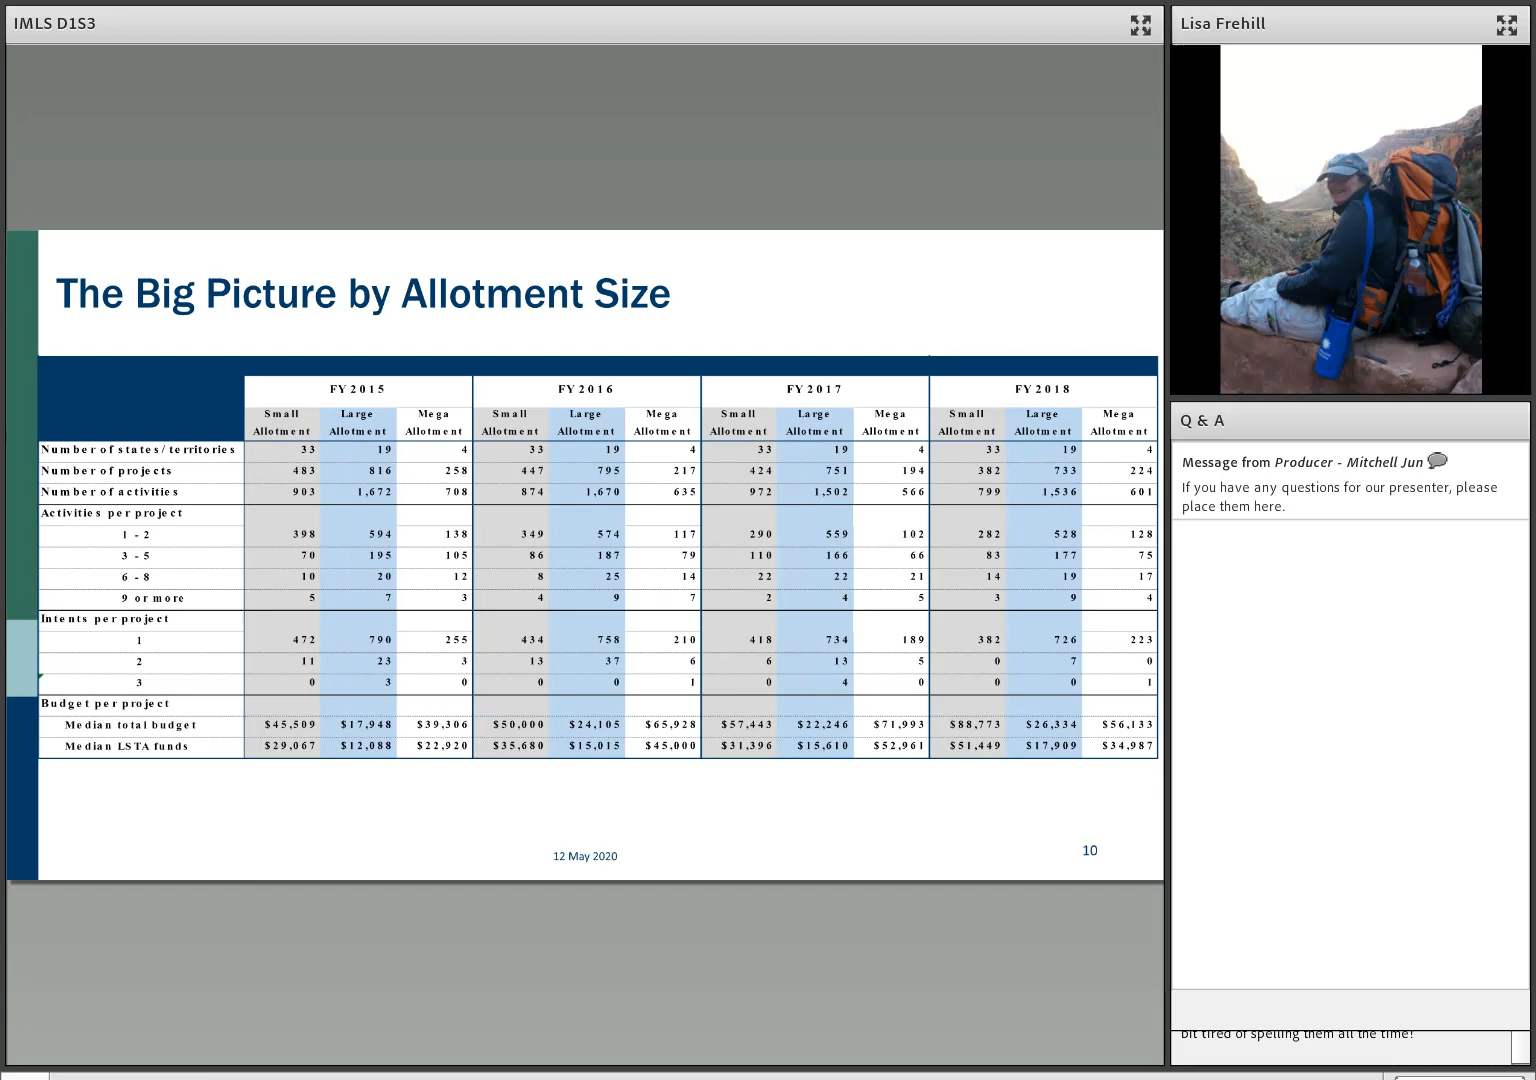 IMLS D1S3
Lisa Frehill
The Big Picture by Allotment Size
FY2015 FY2016 FY2017 FY2018
Small Large Mega Small Large Mega Small Large Mega Small Large Mega
Allotment Allotment Allotment Allotment Allotment Allotment Allotment Allotment Allotment Allotment Allotment Allotment
Number of states/territories 33 19 4 33 19 4 33 19 4 33 19 4
Number of projects 483 816 258 447 795 217 424 751 194 382 733 224
Number of activities 903 1,672 708 874 1,670 635 972 1,502 566 799 1,536 601
Activities per project
1 - 2 398 594 138 349 574 117 290 559 102 282 528 128
3 - 5 70 195 105 86 187 79 110 166 66 83 177 75
6 - 8 10 20 12 8 25 14 22 22 21 14 19 17
9 or more 5 7 3 4 9 7 2 4 5 3 9 4
Intents per project
1 472 790 255 434 758 210 418 734 189 382 726 223
2 11 23 3 13 37 6 6 13 5 0 7 0
3 0 3 0 0 0 1 0 4 0 0 0 1
Budget per project
Median total budget $45,509 $17,948 $39,306 $50,000 $24,105 $65,928 $57,443 $22,246 $71,993 $88,773 $26,334 $56,133
Median LSTA funds $29,067 $12,088 $22,920 $35,680 $15,015 $45,000 $31,396 $15,610 $52,961 $51,449 $17,909 $34,987
12 May 2020
10
Q & A
Message from Producer - Mitchell Jun
If you have any questions for our presenter, please
place them here.
bit tired of spelling them all the time!